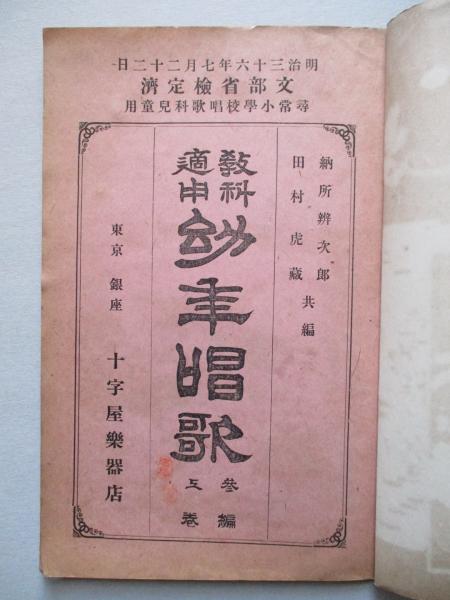 明治三十六年七月二十二日
文部省檢定濟
尋常小學校唱歌科兒童用
納所辨次郎
田村虎藏 共編
教科適用
幼年唱歌
參編
上卷
東京 銀座 十字屋樂器店